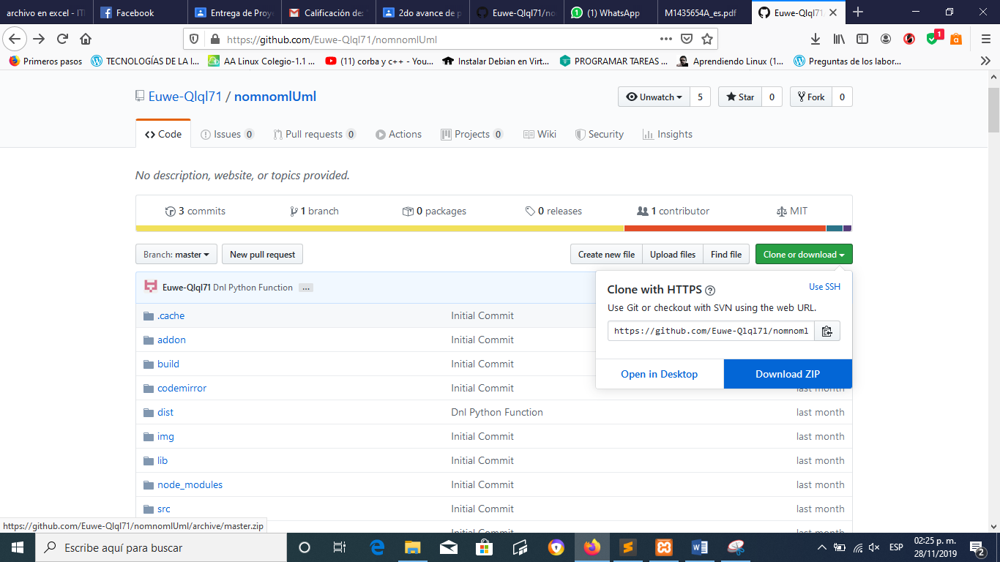 archivo en excel - IT
Facebook
Entrega de Proy
Calificación de: "
2do avance de p
Euwe-Qlql71/no
(1) WhatsApp
M1435654A_es.pdf
Euwe-Qlql71
https://github.com/Euwe-Qlql71/nomnomlUml
1
Primeros pasos
TECNOLOGÍAS DE LA I...
AA Linux Colegio-1.1 ...
(11) corba y c++ - You...
Instalar Debian en Virt...
PROGRAMAR TAREAS ...
Aprendiendo Linux (1...
Preguntas de los labor...
Euwe-Qlql71 / nomnomlUml
Unwatch 5
Star 0
Fork 0
Code
Issues 0
Pull requests 0
Actions
Projects 0
Wiki
Security
Insights
No description, website, or topics provided.
3 commits
1 branch
0 packages
0 releases
1 contributor
MIT
Branch: master
New pull request
Create new file
Upload files
Find file
Clone or download
Euwe-Qlql71 Dnl Python Function ...
Clone with HTTPS
Use SSH
Use Git or checkout with SVN using the web URL.
https://github.com/Euwe-Qlql71/nomnoml
Open in Desktop
Download ZIP
.cache Initial Commit
addon Initial Commit
build Initial Commit
codemirror Initial Commit last month
dist Dnl Python Function last month
img Initial Commit last month
lib Initial Commit last month
node_modules Initial Commit last month
src Initial Commit last month
Initial Commit last month
https://github.com/Euwe-Qlql71/nomnomlUml/archive/master.zip
Escribe aquí para buscar
ESP
02:25 p. m.
28/11/2019
2